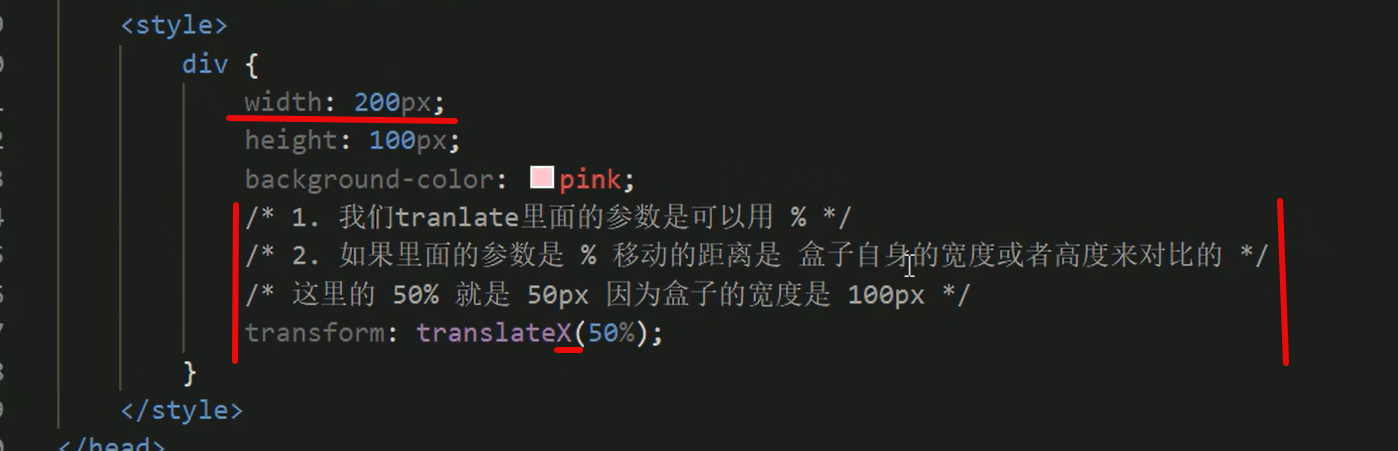 <style>
div {
width: 200px;
height: 100px;
background-color: pink;
/* 1. 我们tranlate里面的参数是可以用 % */
/* 2. 如果里面的参数是 % 移动的距离是 盒子自身的宽度或者高度来对比的 */
/* 这里的 50% 就是 50px 因为盒子的宽度是 100px */
transform: translateX(50%);
}
</style>
</head>